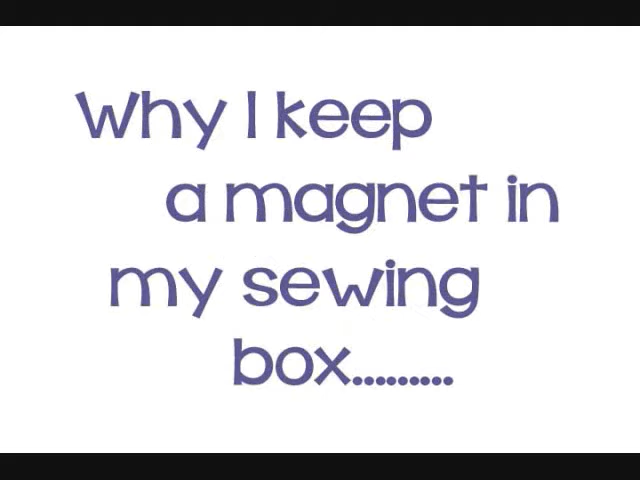 Why I keep
a magnet in
my sewing
box.........